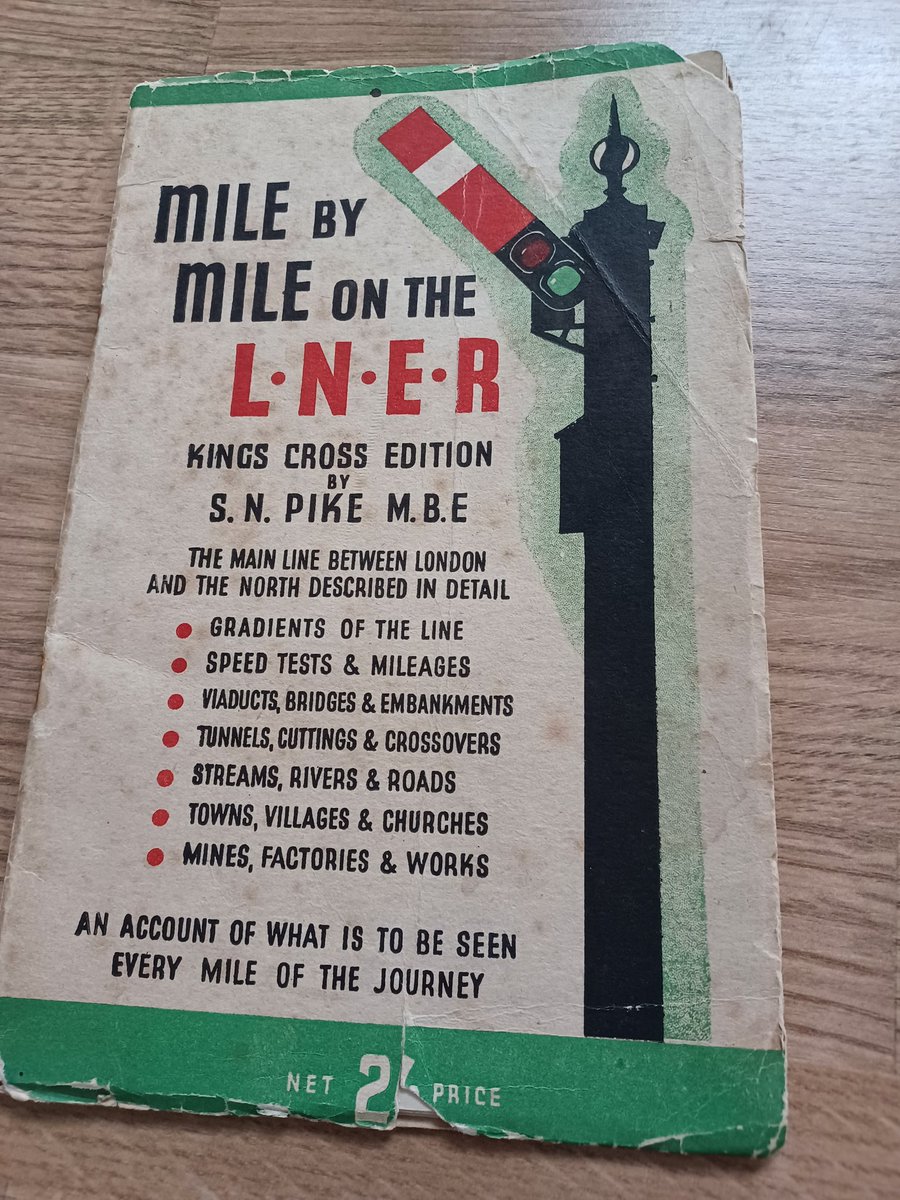 MILE BY
MILE ON THE
L·N·E·R
KINGS CROSS EDITION
BY
S. N. PIKE M.B.E
THE MAIN LINE BETWEEN LONDON
AND THE NORTH DESCRIBED IN DETAIL
• GRADIENTS OF THE LINE
• SPEED TESTS & MILEAGES
• VIADUCTS, BRIDGES & EMBANKMENTS
• TUNNELS, CUTTINGS & CROSSOVERS
• STREAMS, RIVERS & ROADS
• TOWNS, VILLAGES & CHURCHES
• MINES, FACTORIES & WORKS
AN ACCOUNT OF WHAT IS TO BE SEEN
EVERY MILE OF THE JOURNEY
NET 2/- PRICE